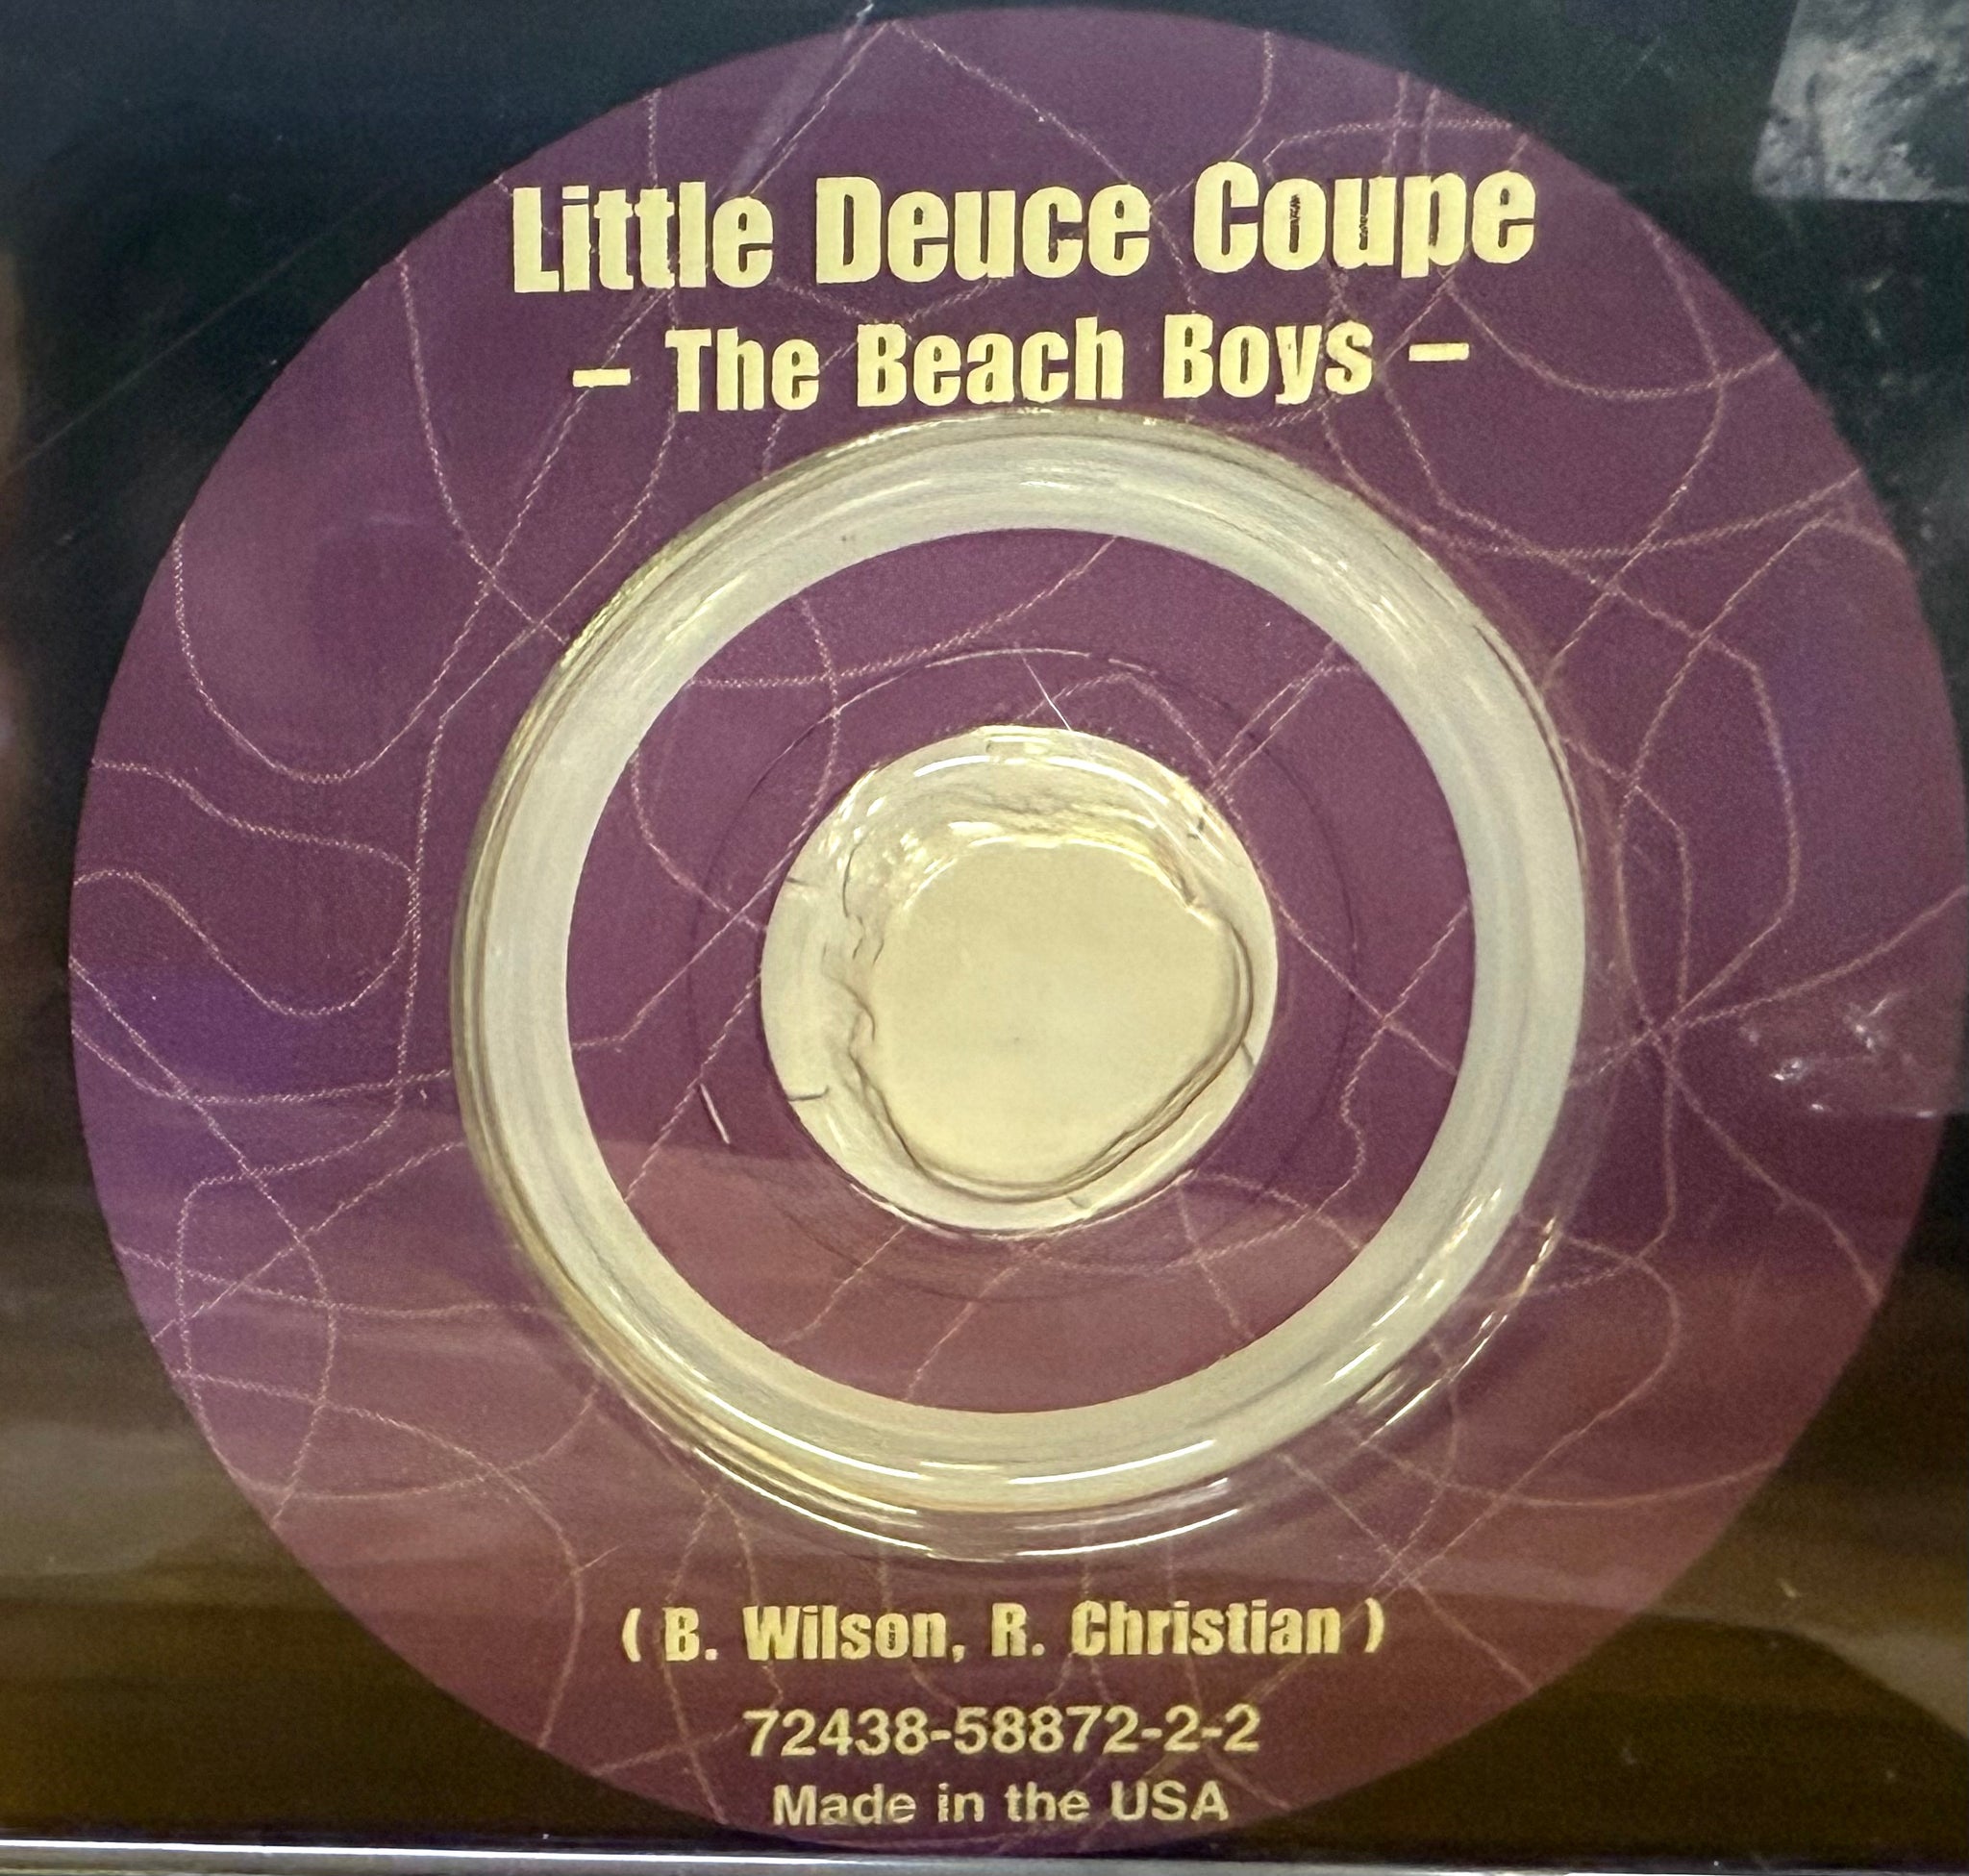 Little Deuce Coupe
– The Beach Boys –
( B. Wilson, R. Christian )
72438-58872-2-2
Made in the USA